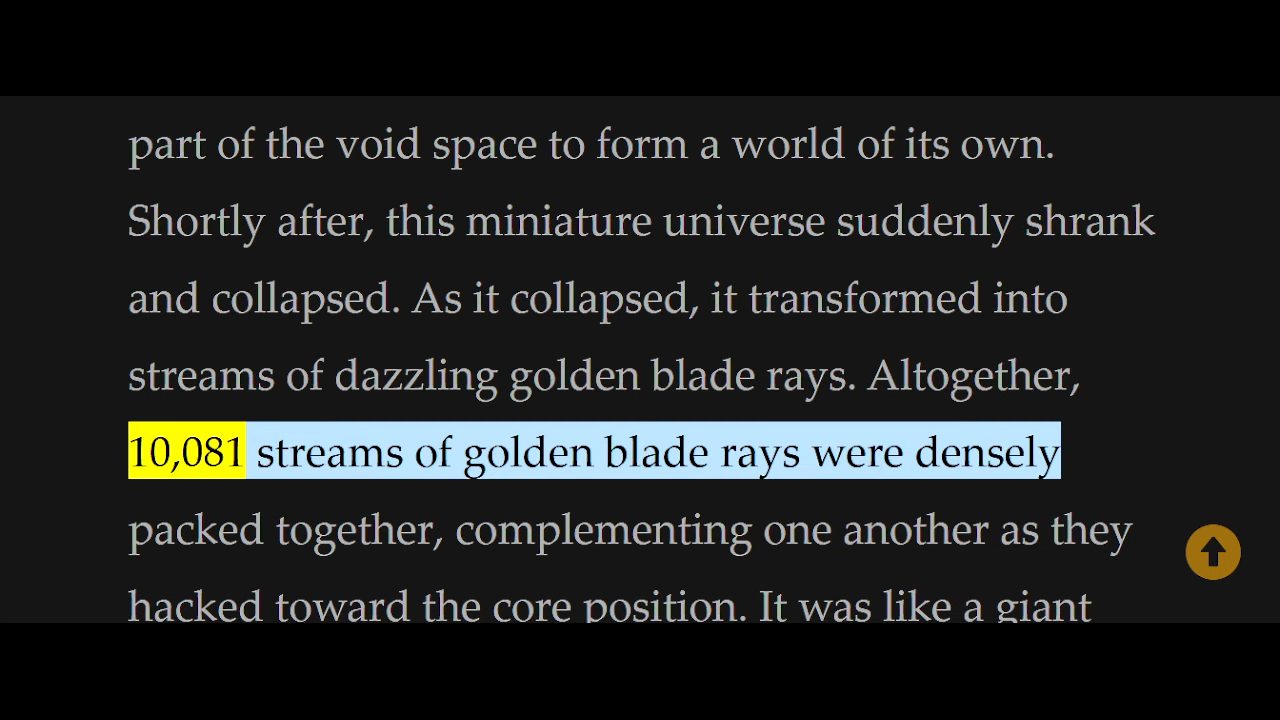 part of the void space to form a world of its own.
Shortly after, this miniature universe suddenly shrank
and collapsed. As it collapsed, it transformed into
streams of dazzling golden blade rays. Altogether,
10,081 streams of golden blade rays were densely
packed together, complementing one another as they
hacked toward the core position. It was like a giant